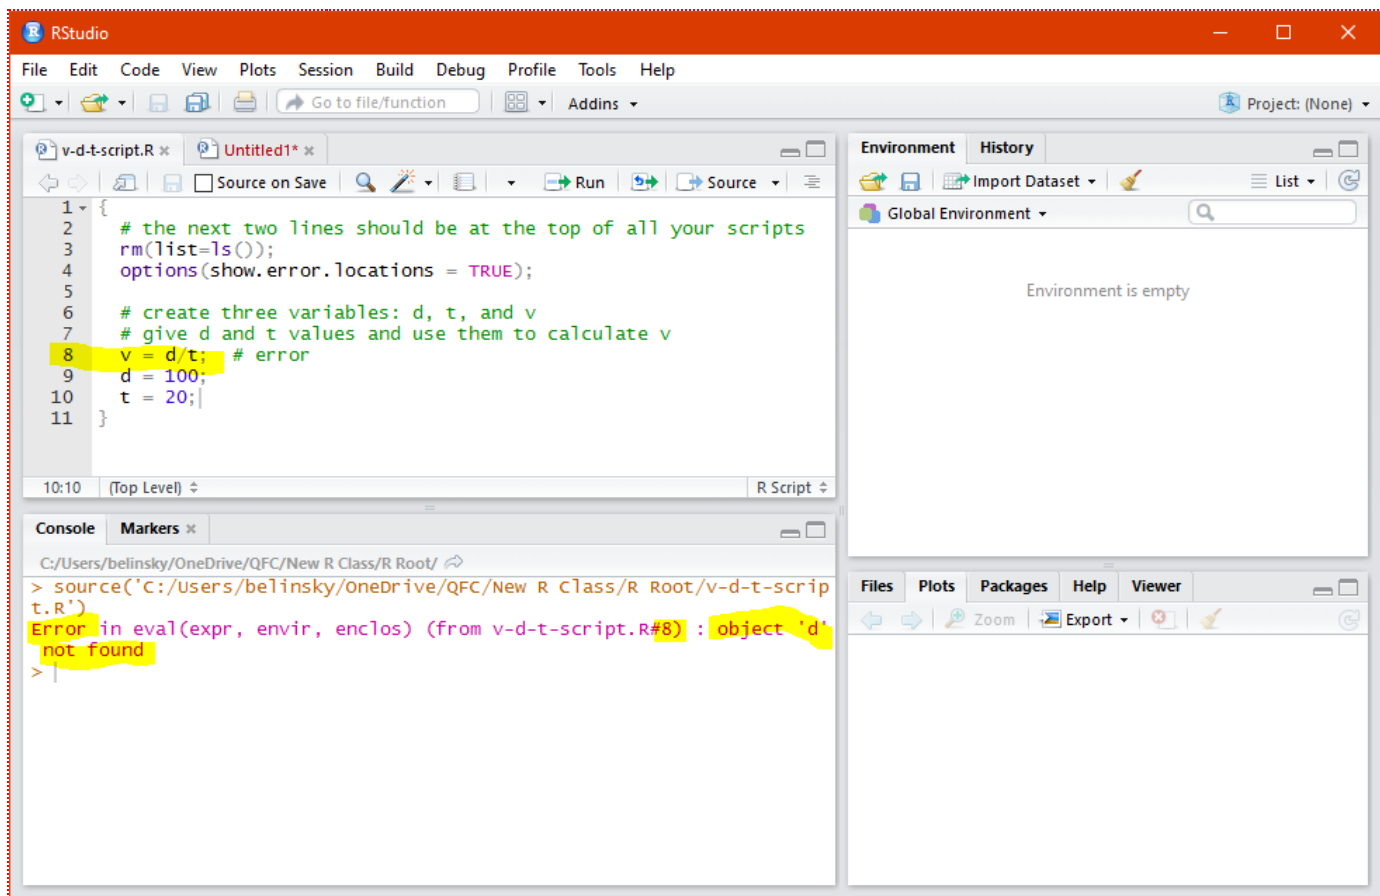 RStudio
File Edit Code View Plots Session Build Debug Profile Tools Help
Go to file/function Addins Project: (None)
v-d-t-script.R Untitled1*
Source on Save Run Source
1 {
2 # the next two lines should be at the top of all your scripts
3 rm(list=ls());
4 options(show.error.locations = TRUE);
5
6 # create three variables: d, t, and v
7 # give d and t values and use them to calculate v
8 v = d/t; # error
9 d = 100;
10 t = 20;
11 }
10:10 (Top Level) R Script
Console Markers
C:/Users/belinsky/OneDrive/QFC/New R Class/R Root/
> source('C:/Users/belinsky/OneDrive/QFC/New R Class/R Root/v-d-t-scrip
t.R')
Error in eval(expr, envir, enclos) (from v-d-t-script.R#8) : object 'd'
not found
>
Environment History
Import Dataset List
Global Environment
Environment is empty
Files Plots Packages Help Viewer
Zoom Export